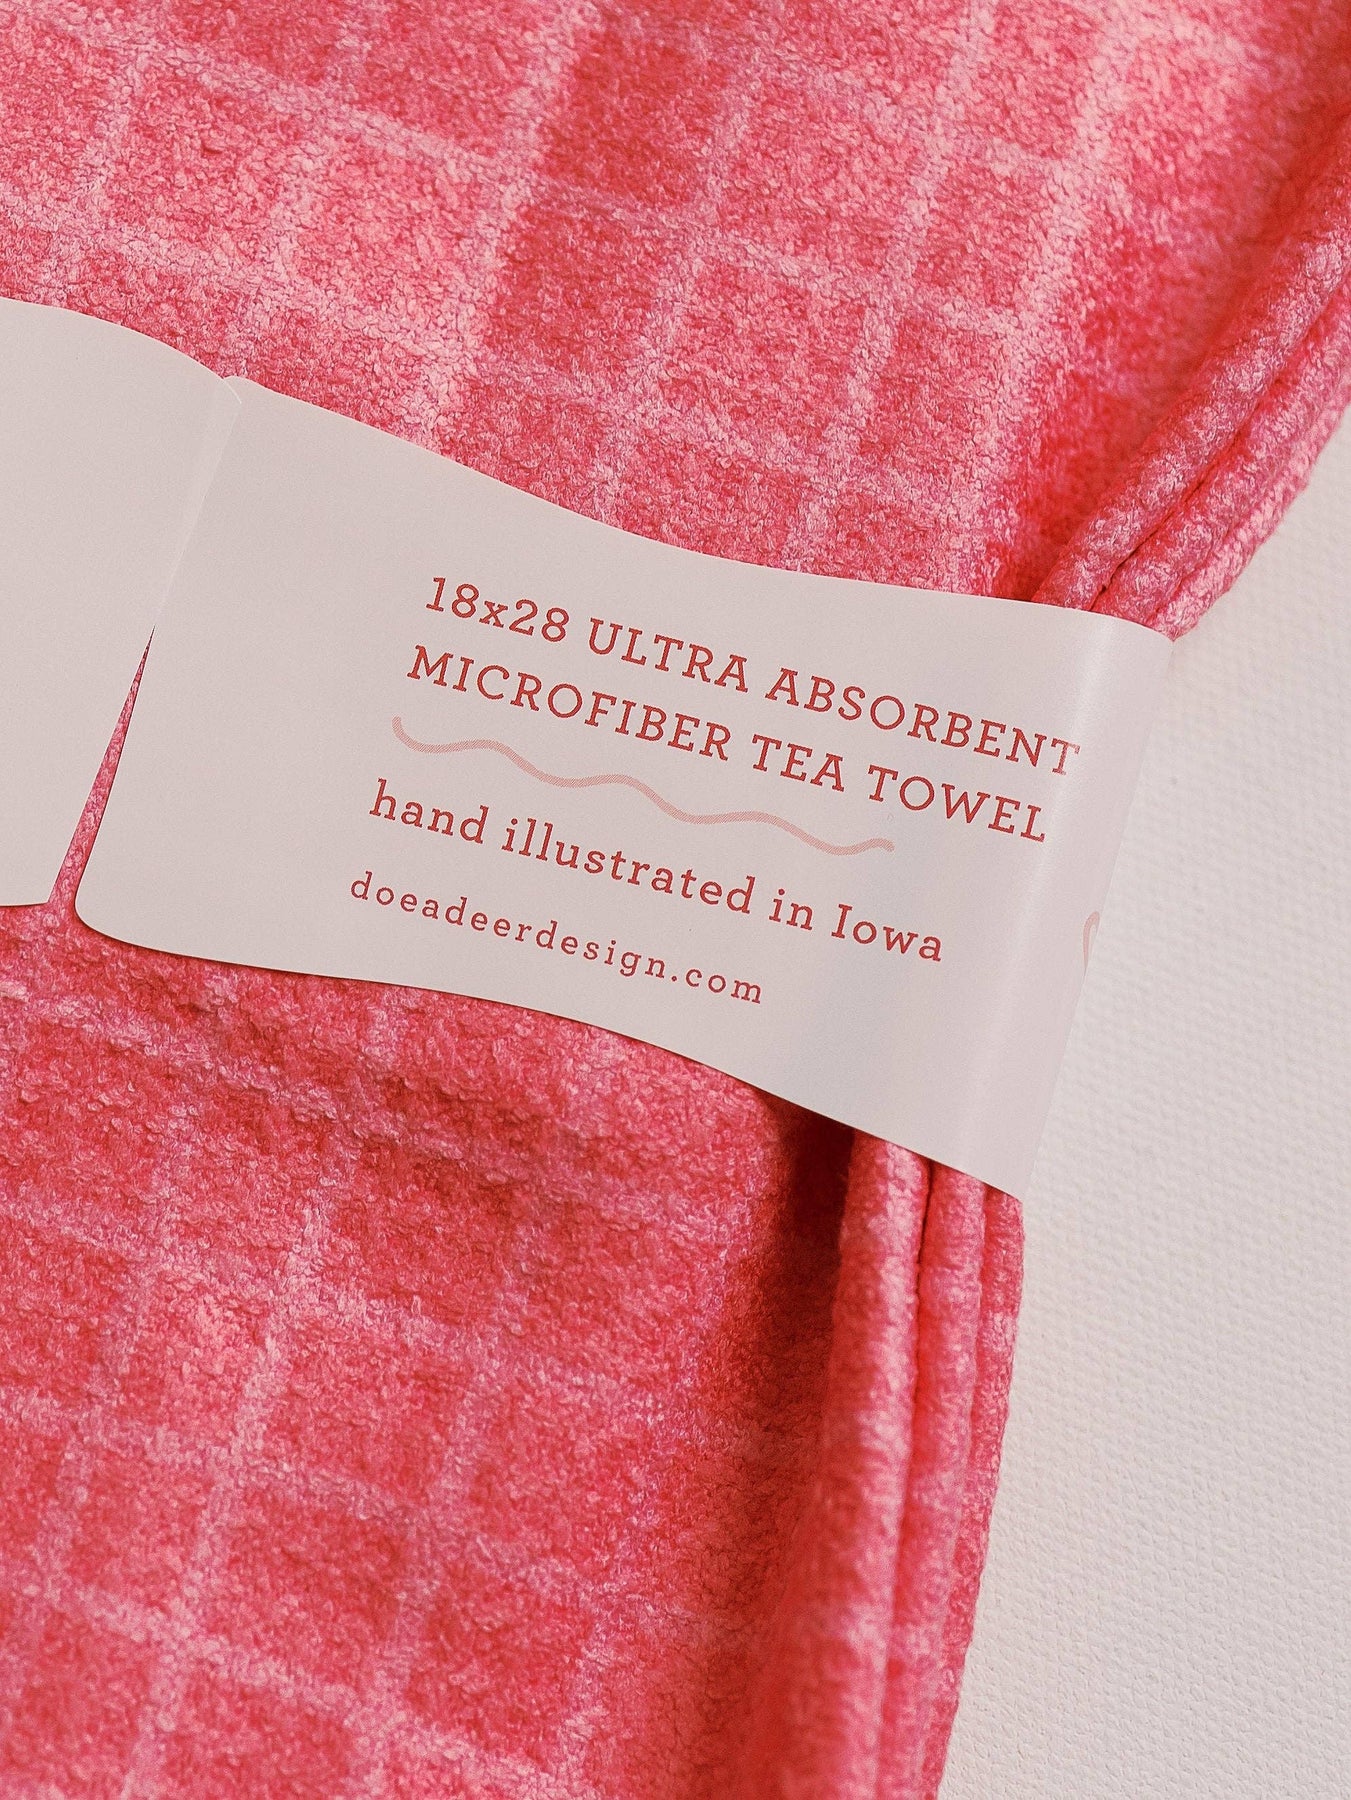 18x28 ULTRA ABSORBENT
MICROFIBER TEA TOWEL
hand illustrated in Iowa
doeadeerdesign.com